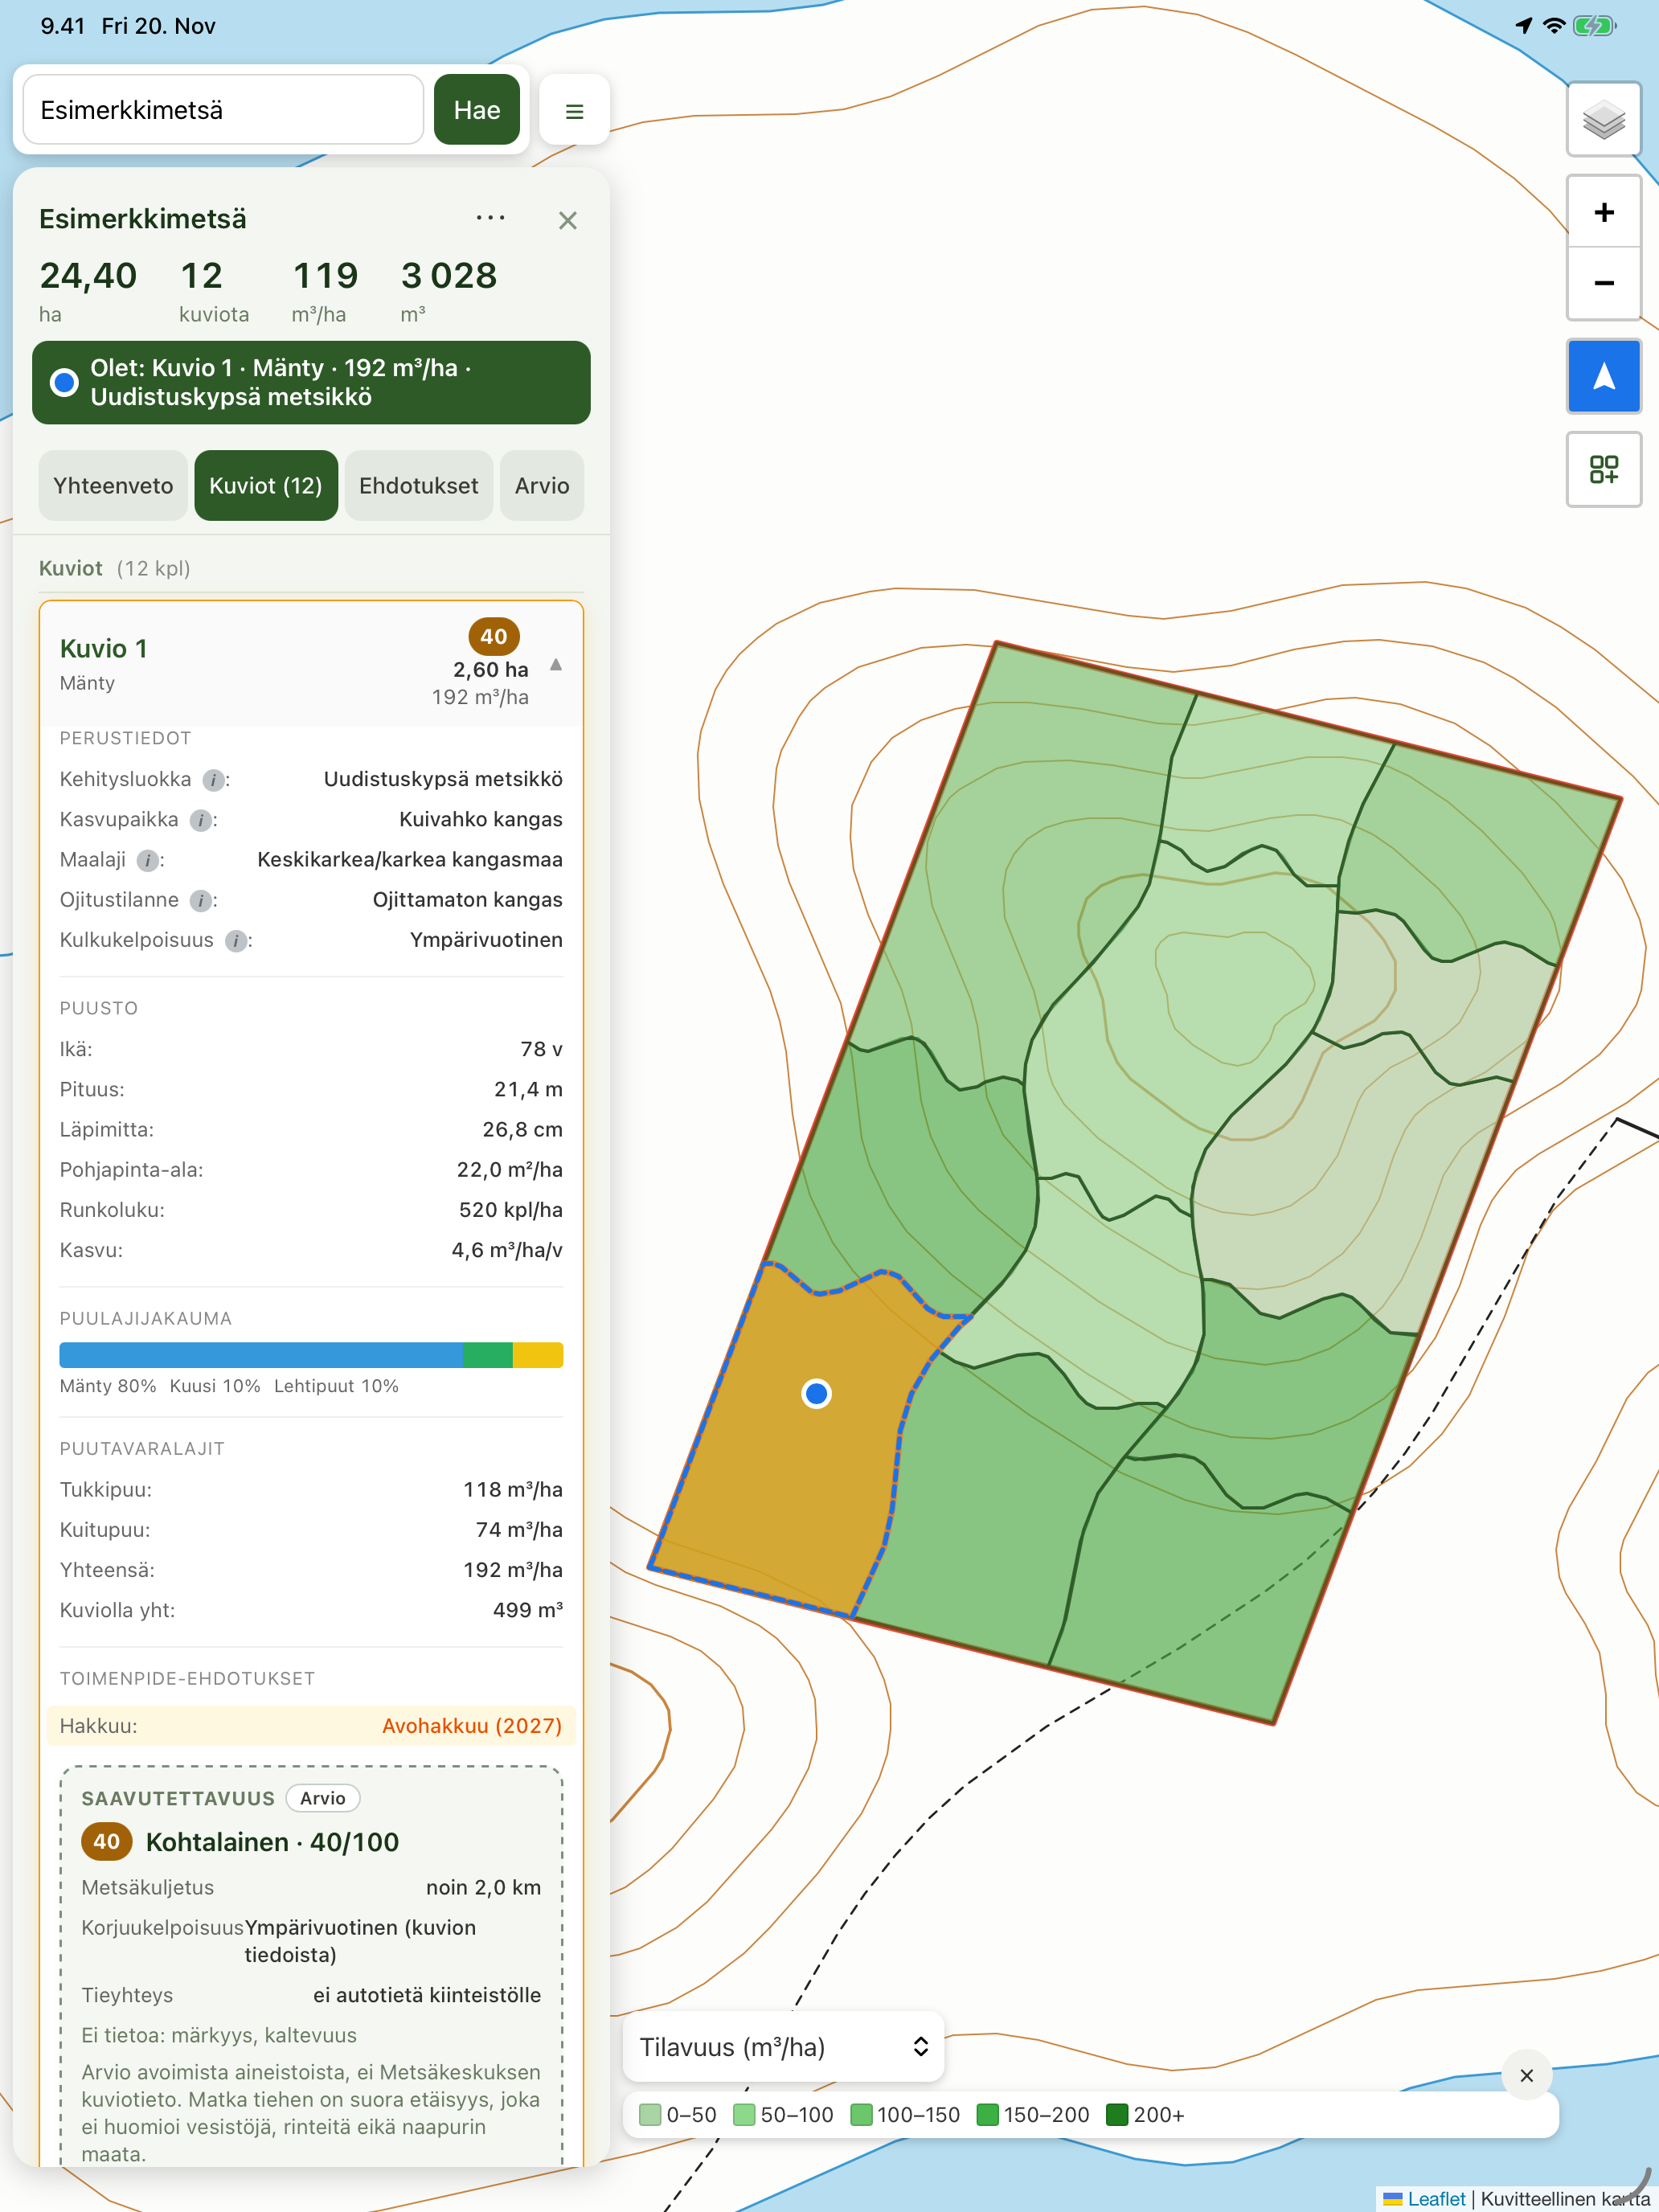 9.41 Fri 20. Nov
Esimerkkimetsä
Hae
Esimerkkimetsä
24,40 12 119 3 028
ha kuviota m³/ha m³
Olet: Kuvio 1 · Mänty · 192 m³/ha ·
Uudistuskypsä metsikkö
Yhteenveto Kuviot (12) Ehdotukset Arvio
Kuviot (12 kpl)
Kuvio 1
Mänty
40
2,60 ha
192 m³/ha
PERUSTIEDOT
Kehitysluokka i: Uudistuskypsä metsikkö
Kasvupaikka i: Kuivahko kangas
Maalaji i: Keskikarkea/karkea kangasmaa
Ojitustilanne i: Ojittamaton kangas
Kulkukelpoisuus i: Ympärivuotinen
PUUSTO
Ikä: 78 v
Pituus: 21,4 m
Läpimitta: 26,8 cm
Pohjapinta-ala: 22,0 m²/ha
Runkoluku: 520 kpl/ha
Kasvu: 4,6 m³/ha/v
PUULAJIJAKAUMA
Mänty 80% Kuusi 10% Lehtipuut 10%
PUUTAVARALAJIT
Tukkipuu: 118 m³/ha
Kuitupuu: 74 m³/ha
Yhteensä: 192 m³/ha
Kuviolla yht: 499 m³
TOIMENPIDE-EHDOTUKSET
Hakkuu: Avohakkuu (2027)
SAAVUTETTAVUUS Arvio
40 Kohtalainen · 40/100
Metsäkuljetus noin 2,0 km
Korjuukelpoisuus Ympärivuotinen (kuvion
tiedoista)
Tieyhteys ei autotietä kiinteistölle
Ei tietoa: märkyys, kaltevuus
Arvio avoimista aineistoista, ei Metsäkeskuksen
kuviotieto. Matka tiehen on suora etäisyys, joka
ei huomioi vesistöjä, rinteitä eikä naapurin
maata.
Tilavuus (m³/ha)
0–50 50–100 100–150 150–200 200+
Leaflet | Kuvitteellinen kartta